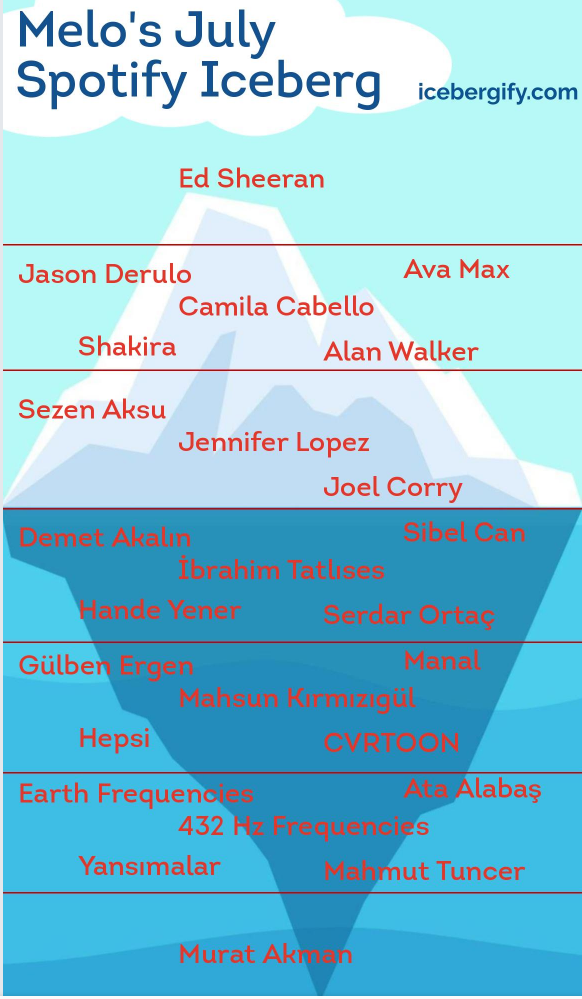 Melo's July
Spotify Iceberg
icebergify.com
Ed Sheeran
Jason Derulo
Ava Max
Camila Cabello
Shakira
Alan Walker
Sezen Aksu
Jennifer Lopez
Joel Corry
Demet Akalın
Sibel Can
İbrahim Tatlıses
Hande Yener
Serdar Ortaç
Gülben Ergen
Manal
Mahsun Kırmızıgül
Hepsi
CVRTOON
Earth Frequencies
Ata Alabaş
432 Hz Frequencies
Yansımalar
Mahmut Tuncer
Murat Akman